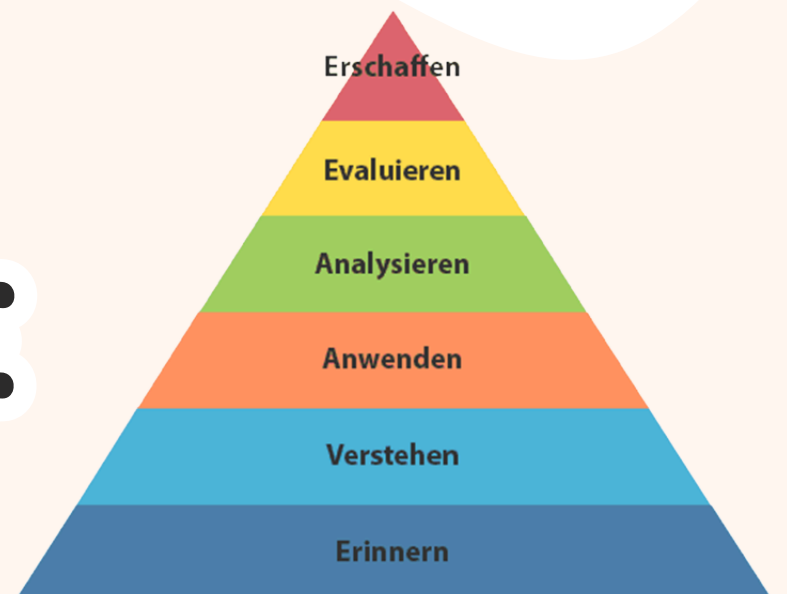 Erschaffen
Evaluieren
Analysieren
Anwenden
Verstehen
Erinnern